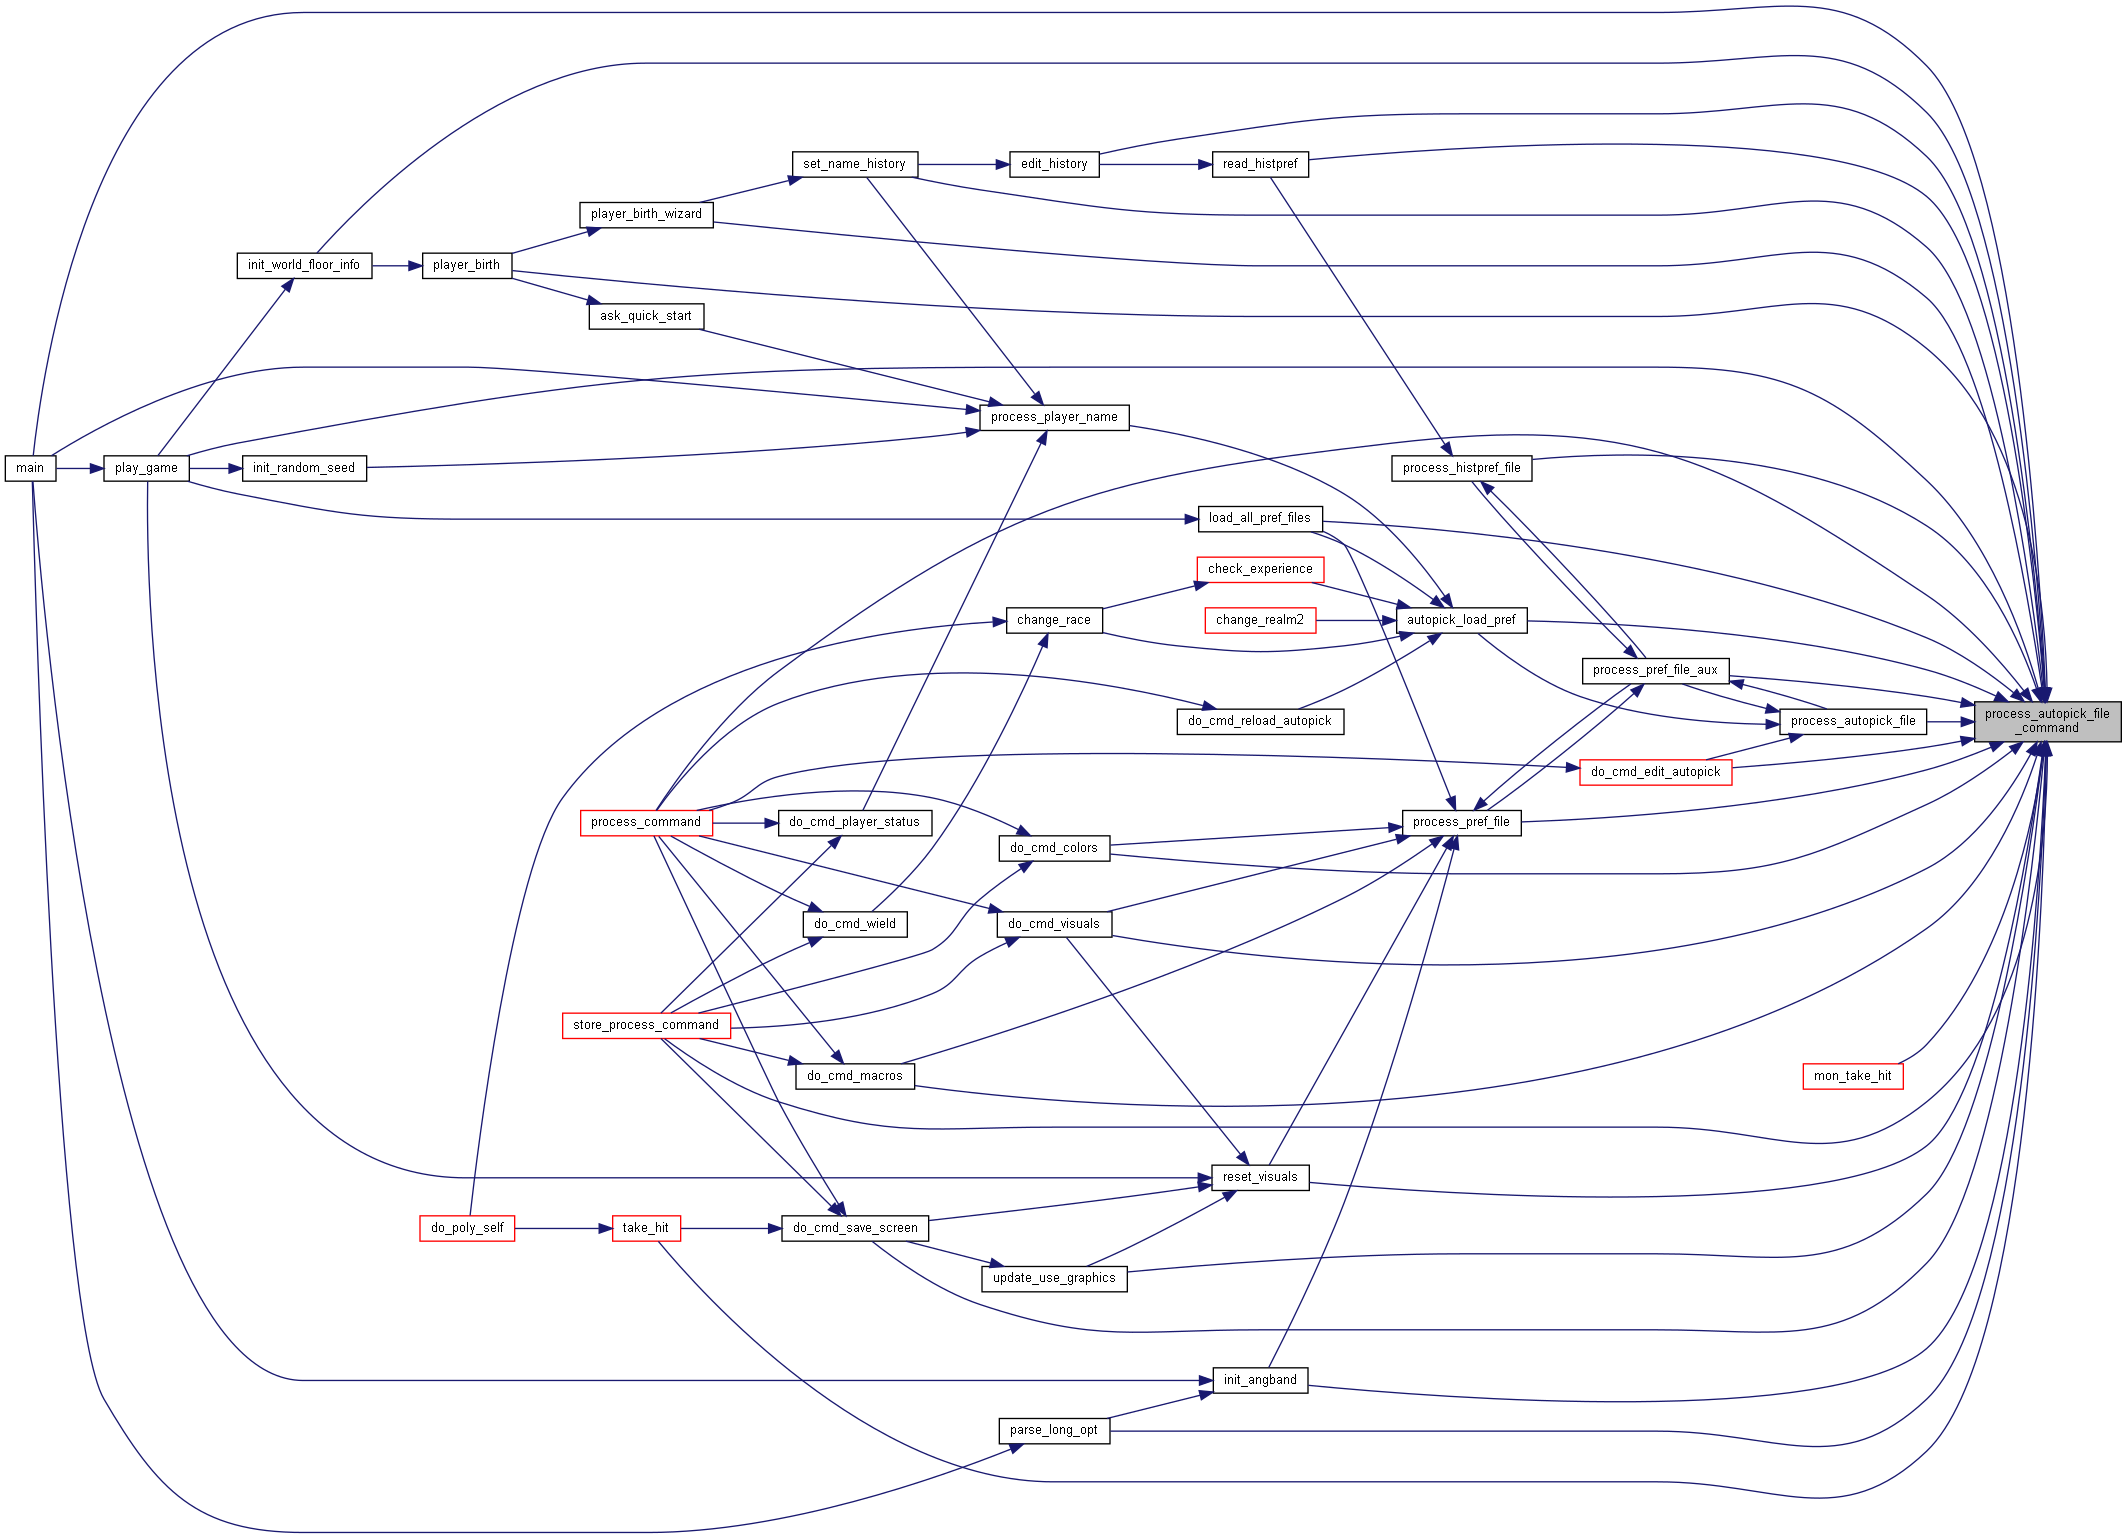 set_name_history
edit_history
read_histpref
player_birth_wizard
init_world_floor_info
player_birth
ask_quick_start
process_player_name
main
play_game
init_random_seed
process_histpref_file
load_all_pref_files
check_experience
change_race
change_realm2
autopick_load_pref
process_pref_file_aux
do_cmd_reload_autopick
process_autopick_file
process_autopick_file
_command
do_cmd_edit_autopick
process_command
do_cmd_player_status
process_pref_file
do_cmd_colors
do_cmd_wield
do_cmd_visuals
store_process_command
do_cmd_macros
mon_take_hit
reset_visuals
do_poly_self
take_hit
do_cmd_save_screen
update_use_graphics
init_angband
parse_long_opt